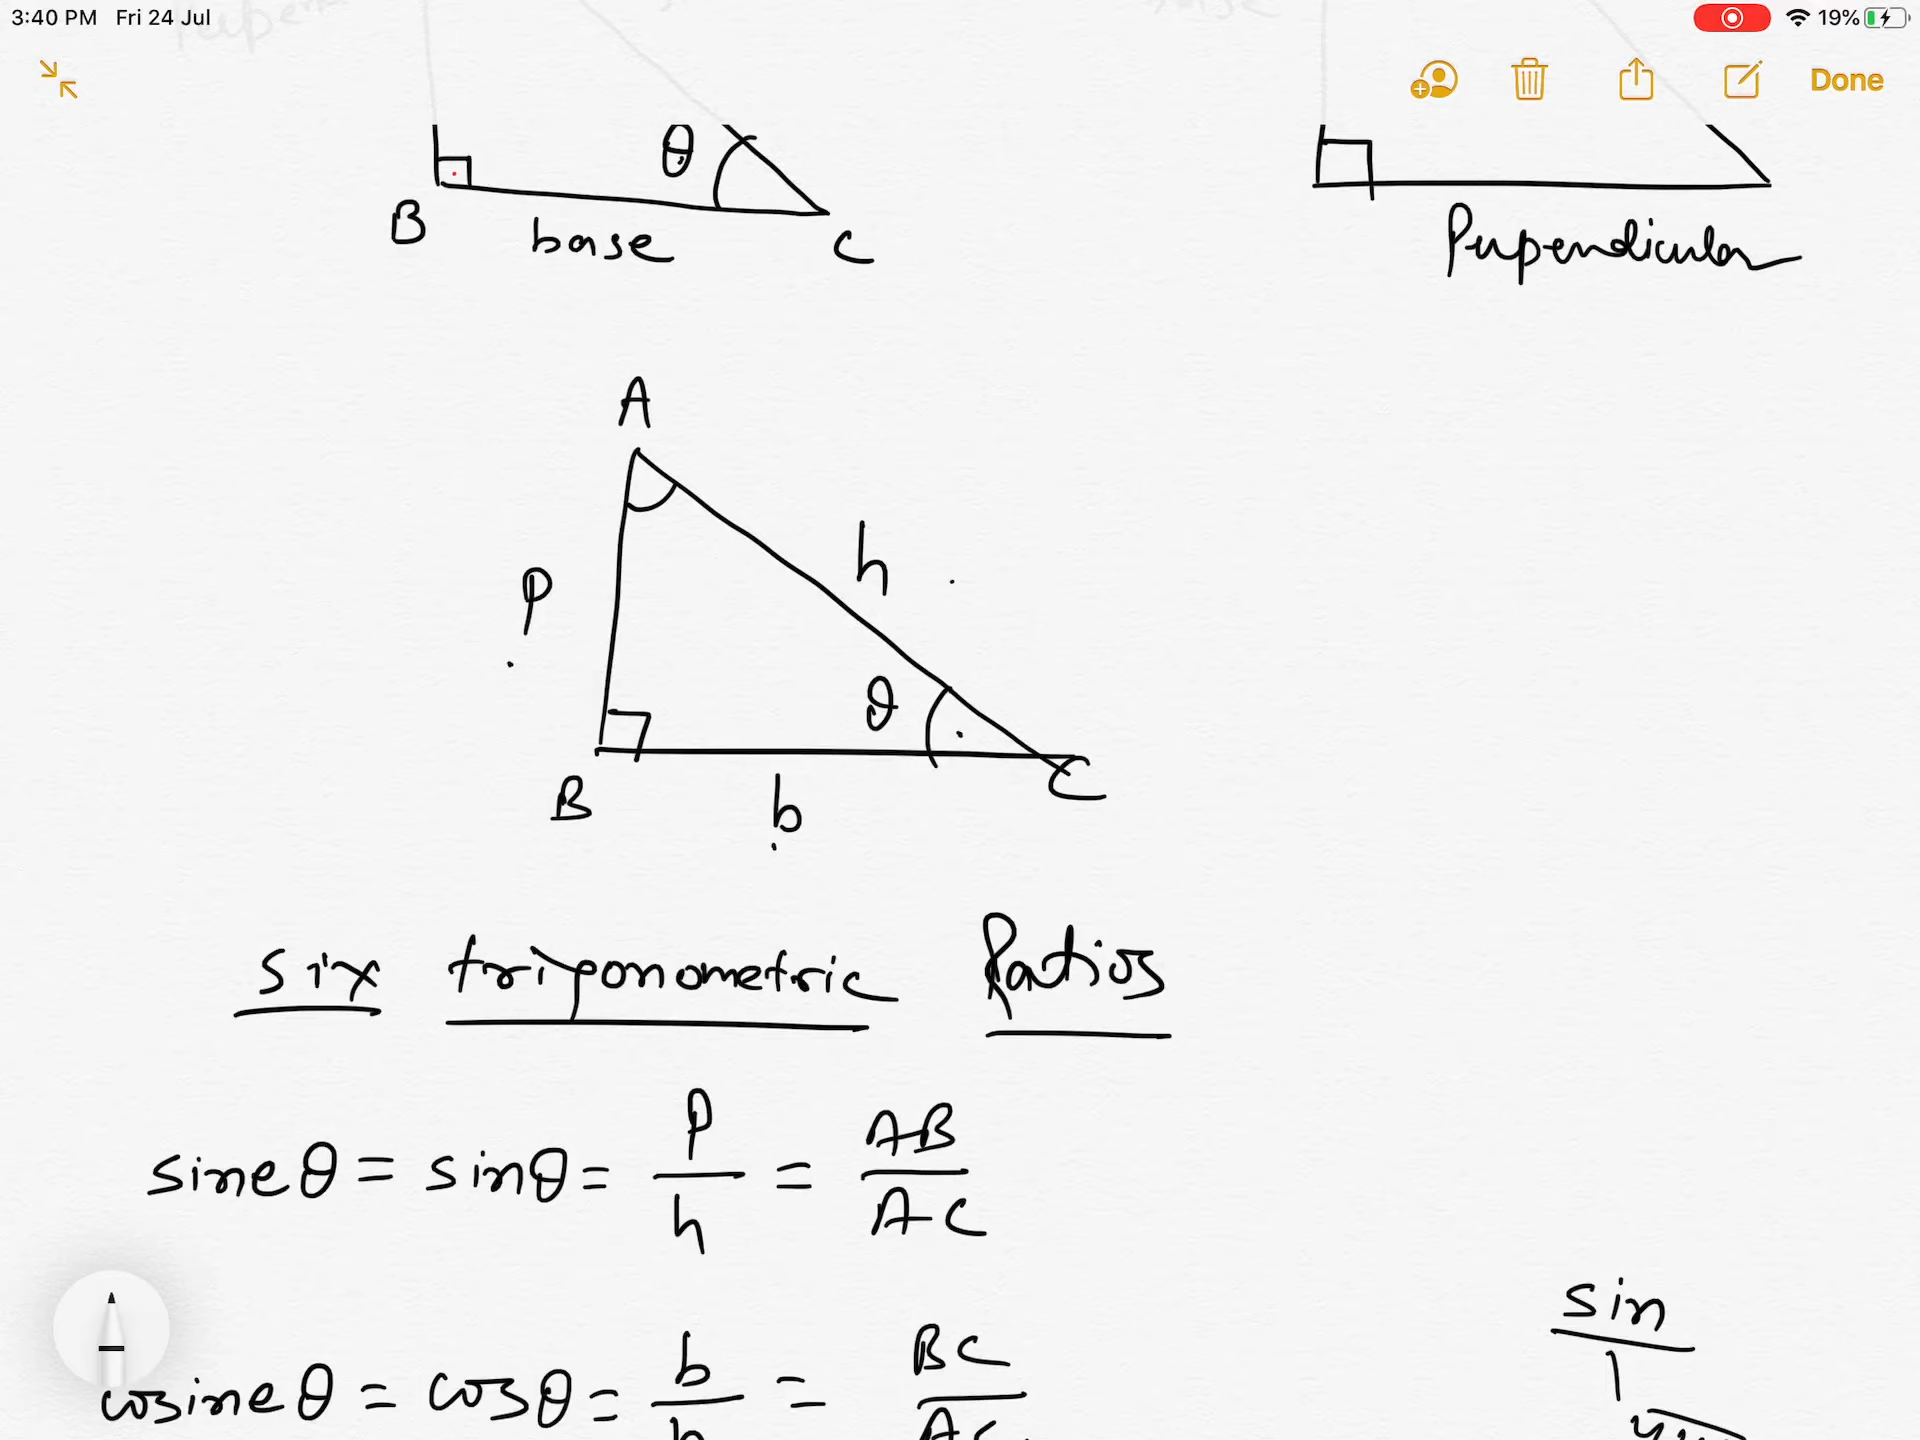 3:40 PM Fri 24 Jul
19%
Done
θ
B
base
C
Perpendicular
A
h
P
θ
B
b
C
six trigonometric Ratios
sine θ = sin θ = P/h = AB/AC
sin
1
cosine θ = cos θ = b/h = BC/AC